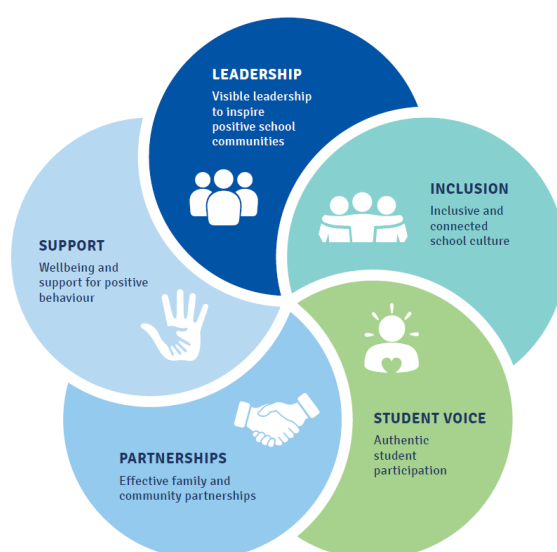 LEADERSHIP
Visible leadership
to inspire
positive school
communities
INCLUSION
Inclusive and
connected
school culture
STUDENT VOICE
Authentic
student
participation
PARTNERSHIPS
Effective family and
community partnerships
SUPPORT
Wellbeing and
support for positive
behaviour